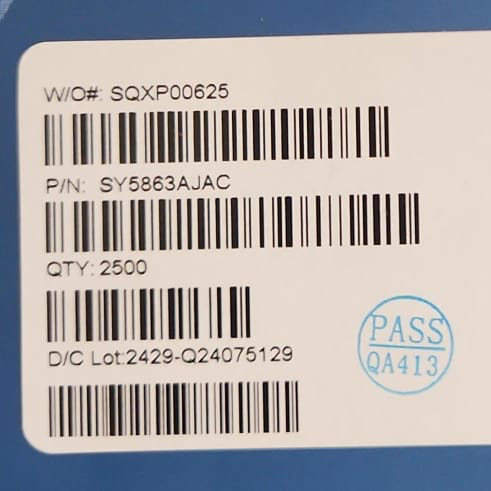 W/O#: SQXP00625
P/N: SY5863AJAC
QTY: 2500
D/C Lot:2429-Q24075129
PASS
QA413